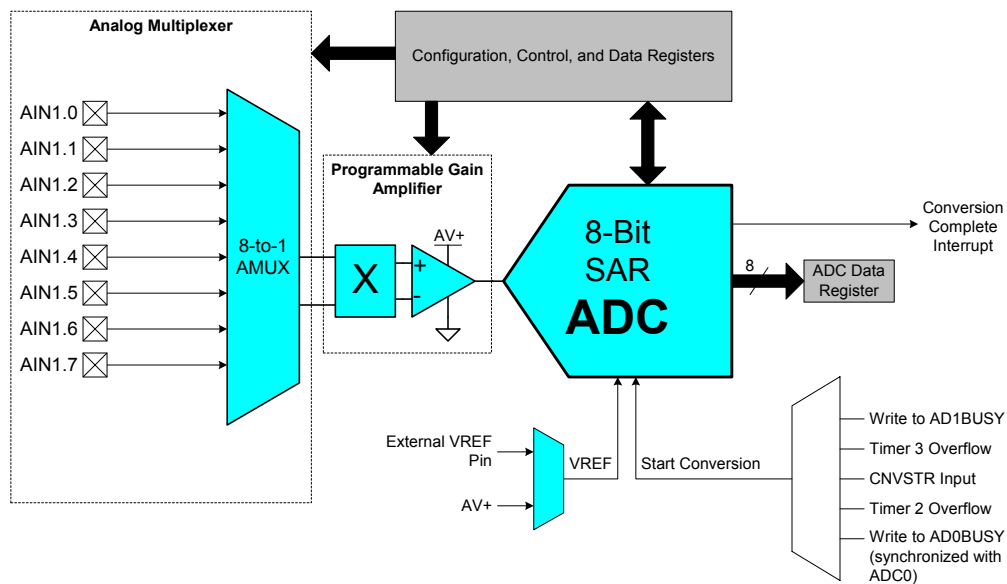 Analog Multiplexer
Configuration, Control, and Data Registers
AIN1.0
AIN1.1
AIN1.2
AIN1.3
AIN1.4
AIN1.5
AIN1.6
AIN1.7
8-to-1
AMUX
Programmable Gain
Amplifier
X
+
-
AV+
8-Bit
SAR
ADC
Conversion
Complete
Interrupt
8
ADC Data
Register
External VREF
Pin
AV+
VREF
Start Conversion
Write to AD1BUSY
Timer 3 Overflow
CNVSTR Input
Timer 2 Overflow
Write to AD0BUSY
(synchronized with
ADC0)